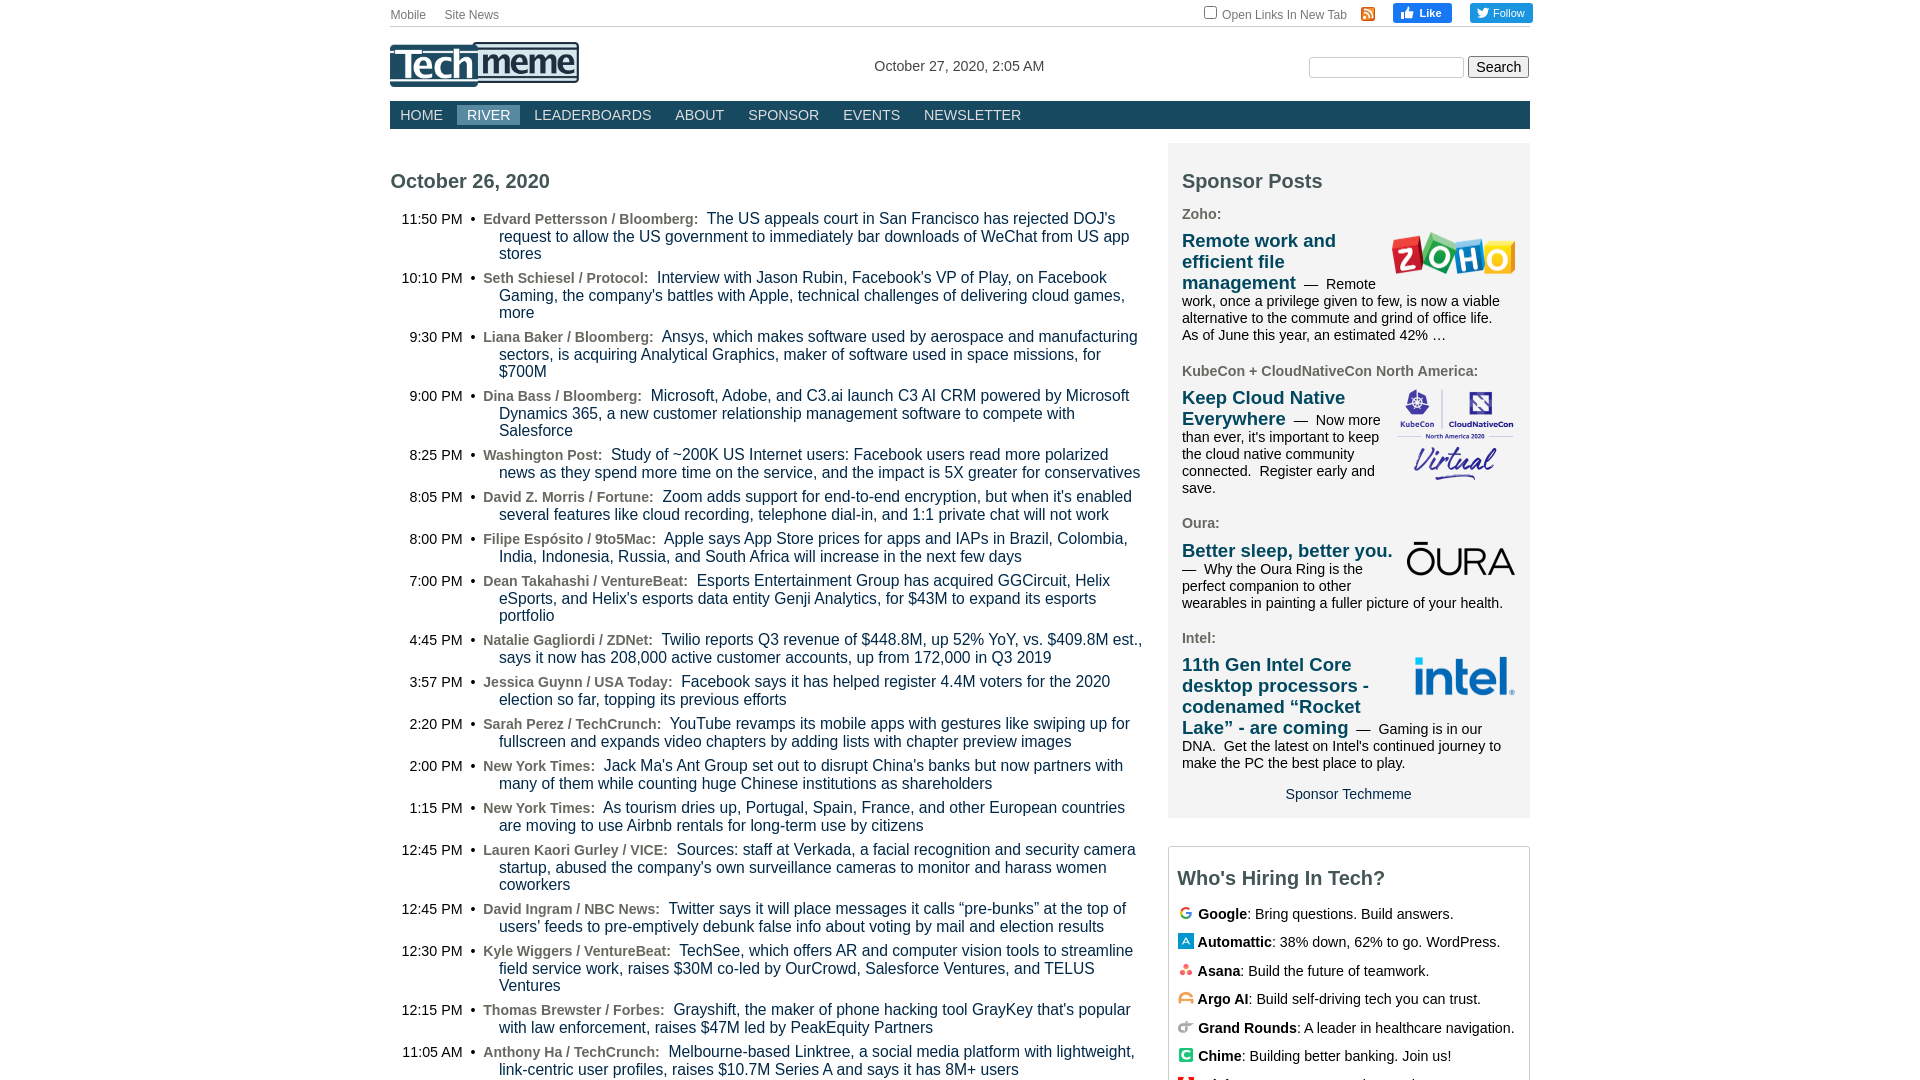 Mobile Site News Open Links In New Tab Like Follow
Techmeme October 27, 2020, 2:05 AM Search
HOME RIVER LEADERBOARDS ABOUT SPONSOR EVENTS NEWSLETTER
October 26, 2020
11:50 PM • Edvard Pettersson / Bloomberg: The US appeals court in San Francisco has rejected DOJ's
request to allow the US government to immediately bar downloads of WeChat from US app
stores
10:10 PM • Seth Schiesel / Protocol: Interview with Jason Rubin, Facebook's VP of Play, on Facebook
Gaming, the company's battles with Apple, technical challenges of delivering cloud games,
more
9:30 PM • Liana Baker / Bloomberg: Ansys, which makes software used by aerospace and manufacturing
sectors, is acquiring Analytical Graphics, maker of software used in space missions, for
$700M
9:00 PM • Dina Bass / Bloomberg: Microsoft, Adobe, and C3.ai launch C3 AI CRM powered by Microsoft
Dynamics 365, a new customer relationship management software to compete with
Salesforce
8:25 PM • Washington Post: Study of ~200K US Internet users: Facebook users read more polarized
news as they spend more time on the service, and the impact is 5X greater for conservatives
8:05 PM • David Z. Morris / Fortune: Zoom adds support for end-to-end encryption, but when it's enabled
several features like cloud recording, telephone dial-in, and 1:1 private chat will not work
8:00 PM • Filipe Espósito / 9to5Mac: Apple says App Store prices for apps and IAPs in Brazil, Colombia,
India, Indonesia, Russia, and South Africa will increase in the next few days
7:00 PM • Dean Takahashi / VentureBeat: Esports Entertainment Group has acquired GGCircuit, Helix
eSports, and Helix's esports data entity Genji Analytics, for $43M to expand its esports
portfolio
4:45 PM • Natalie Gagliordi / ZDNet: Twilio reports Q3 revenue of $448.8M, up 52% YoY, vs. $409.8M est.,
says it now has 208,000 active customer accounts, up from 172,000 in Q3 2019
3:57 PM • Jessica Guynn / USA Today: Facebook says it has helped register 4.4M voters for the 2020
election so far, topping its previous efforts
2:20 PM • Sarah Perez / TechCrunch: YouTube revamps its mobile apps with gestures like swiping up for
fullscreen and expands video chapters by adding lists with chapter preview images
2:00 PM • New York Times: Jack Ma's Ant Group set out to disrupt China's banks but now partners with
many of them while counting huge Chinese institutions as shareholders
1:15 PM • New York Times: As tourism dries up, Portugal, Spain, France, and other European countries
are moving to use Airbnb rentals for long-term use by citizens
12:45 PM • Lauren Kaori Gurley / VICE: Sources: staff at Verkada, a facial recognition and security camera
startup, abused the company's own surveillance cameras to monitor and harass women
coworkers
12:45 PM • David Ingram / NBC News: Twitter says it will place messages it calls “pre-bunks” at the top of
users' feeds to pre-emptively debunk false info about voting by mail and election results
12:30 PM • Kyle Wiggers / VentureBeat: TechSee, which offers AR and computer vision tools to streamline
field service work, raises $30M co-led by OurCrowd, Salesforce Ventures, and TELUS
Ventures
12:15 PM • Thomas Brewster / Forbes: Grayshift, the maker of phone hacking tool GrayKey that's popular
with law enforcement, raises $47M led by PeakEquity Partners
11:05 AM • Anthony Ha / TechCrunch: Melbourne-based Linktree, a social media platform with lightweight,
link-centric user profiles, raises $10.7M Series A and says it has 8M+ users
Sponsor Posts
Zoho:
Remote work and
efficient file
management — Remote
work, once a privilege given to few, is now a viable
alternative to the commute and grind of office life.
As of June this year, an estimated 42% …
ZOHO
KubeCon + CloudNativeCon North America:
Keep Cloud Native
Everywhere — Now more
than ever, it's important to keep
the cloud native community
connected. Register early and
save.
KubeCon CloudNativeCon
North America 2020
Virtual
Oura:
Better sleep, better you.
— Why the Oura Ring is the
perfect companion to other
wearables in painting a fuller picture of your health.
ŌURA
Intel:
11th Gen Intel Core
desktop processors -
codenamed “Rocket
Lake” - are coming — Gaming is in our
DNA. Get the latest on Intel's continued journey to
make the PC the best place to play.
intel®
Sponsor Techmeme
Who's Hiring In Tech?
Google: Bring questions. Build answers.
Automattic: 38% down, 62% to go. WordPress.
Asana: Build the future of teamwork.
Argo AI: Build self-driving tech you can trust.
Grand Rounds: A leader in healthcare navigation.
Chime: Building better banking. Join us!